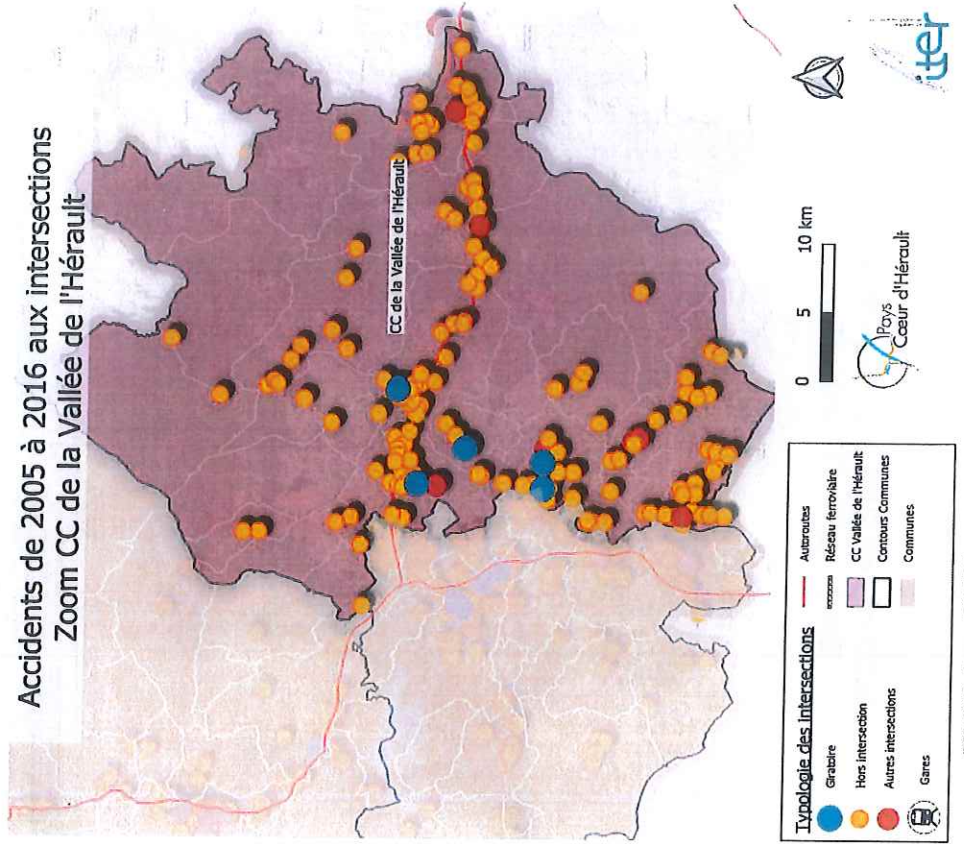 Accidents de 2005 à 2016 aux intersections
Zoom CC de la Vallée de l'Hérault
CC de la Vallée de l'Hérault
0 5 10 km
Pays
Cœur d'Hérault
iter
Typologie des intersections
Giratoire
Hors intersection
Autres intersections
Gares
Autoroutes
Réseau ferroviaire
CC Vallée de l'Hérault
Contours Communes
Communes